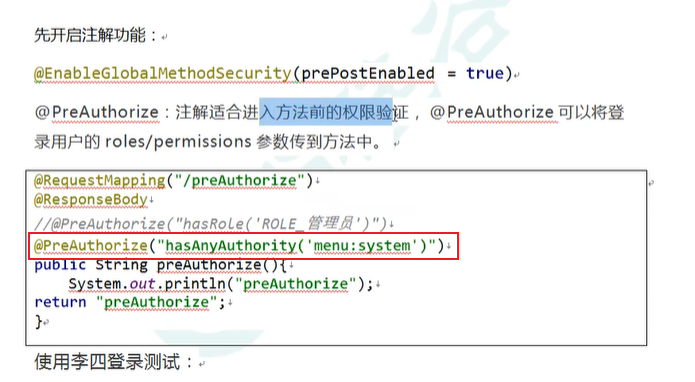 先开启注解功能：
@EnableGlobalMethodSecurity(prePostEnabled = true)
@PreAuthorize：注解适合进入方法前的权限验证，@PreAuthorize 可以将登
录用户的 roles/permissions 参数传到方法中。
@RequestMapping("/preAuthorize")
@ResponseBody
//@PreAuthorize("hasRole('ROLE_管理员')")
@PreAuthorize("hasAnyAuthority('menu:system')")
public String preAuthorize(){
    System.out.println("preAuthorize");
return "preAuthorize";
}
使用李四登录测试：